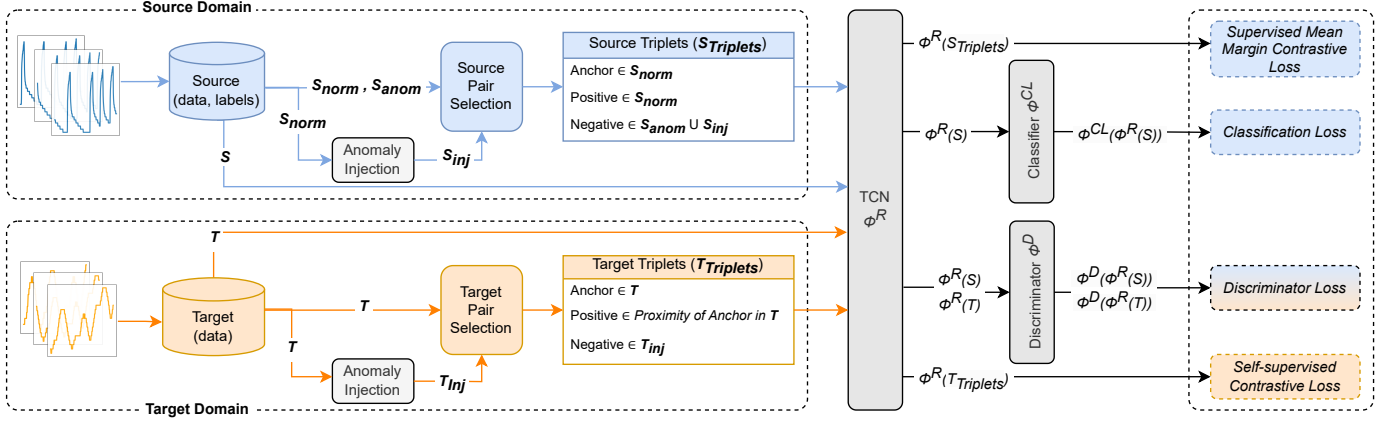 Source Domain
Source
(data, labels)
S_norm , S_anom
S_norm
S
Anomaly
Injection
S_inj
Source
Pair
Selection
Source Triplets (S_Triplets)
Anchor ∈ S_norm
Positive ∈ S_norm
Negative ∈ S_anom U S_inj
T
Target
(data)
T
T
Anomaly
Injection
T_Inj
Target
Pair
Selection
Target Triplets (T_Triplets)
Anchor ∈ T
Positive ∈ Proximity of Anchor in T
Negative ∈ T_inj
Target Domain
TCN
Φ^R
Φ^R(S_Triplets)
Φ^R(S)
Classifier Φ^CL
Φ^CL(Φ^R(S))
Φ^R(S)
Φ^R(T)
Discriminator Φ^D
Φ^D(Φ^R(S))
Φ^D(Φ^R(T))
Φ^R(T_Triplets)
Supervised Mean
Margin Contrastive
Loss
Classification Loss
Discriminator Loss
Self-supervised
Contrastive Loss